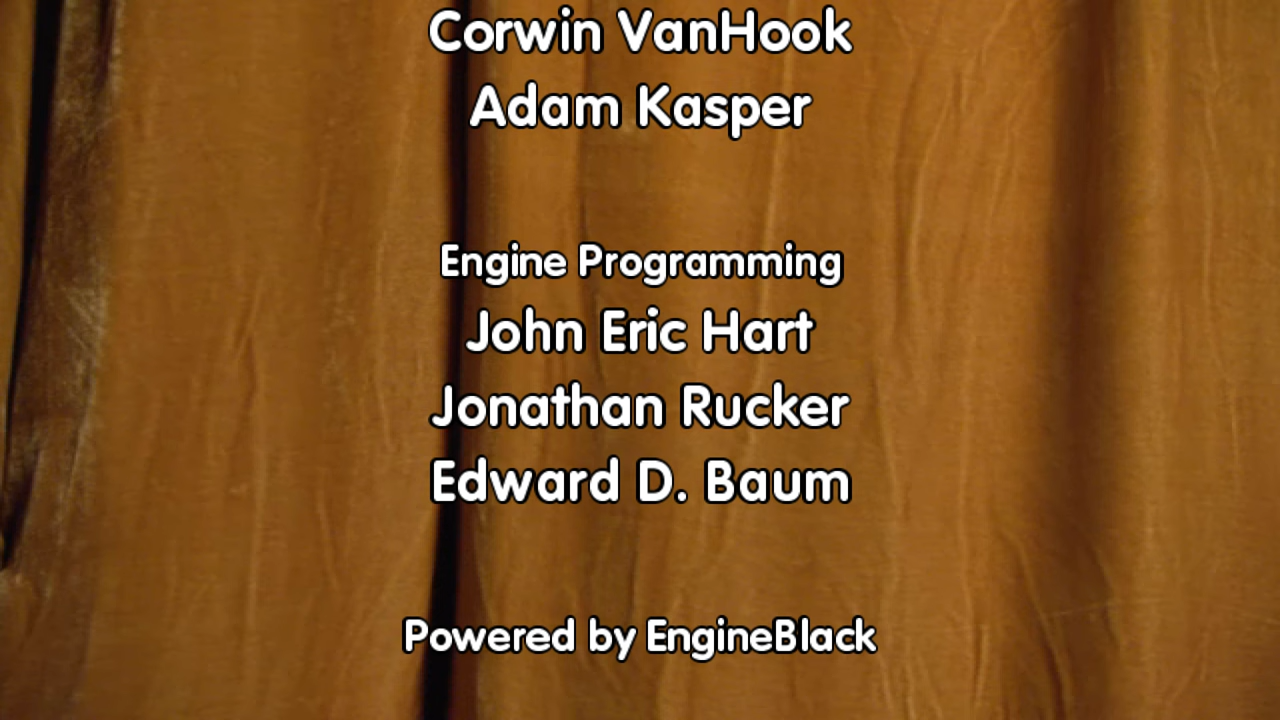 Corwin VanHook
Adam Kasper
Engine Programming
John Eric Hart
Jonathan Rucker
Edward D. Baum
Powered by EngineBlack